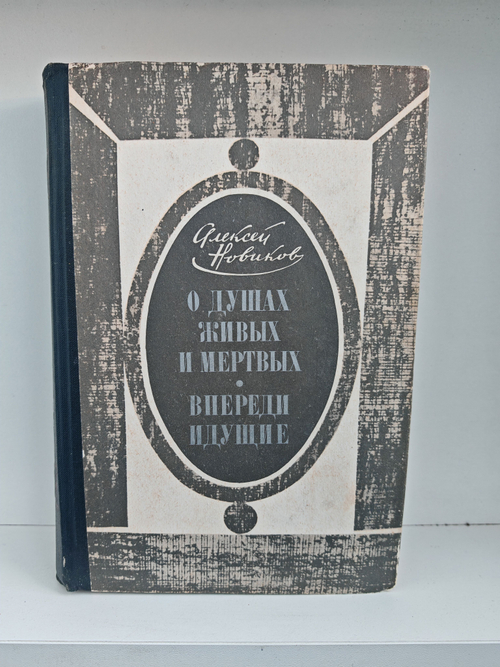 Алексей
Новиков
О ДУШАХ
ЖИВЫХ
И МЕРТВЫХ
•
ВПЕРЕДИ
ИДУЩИЕ